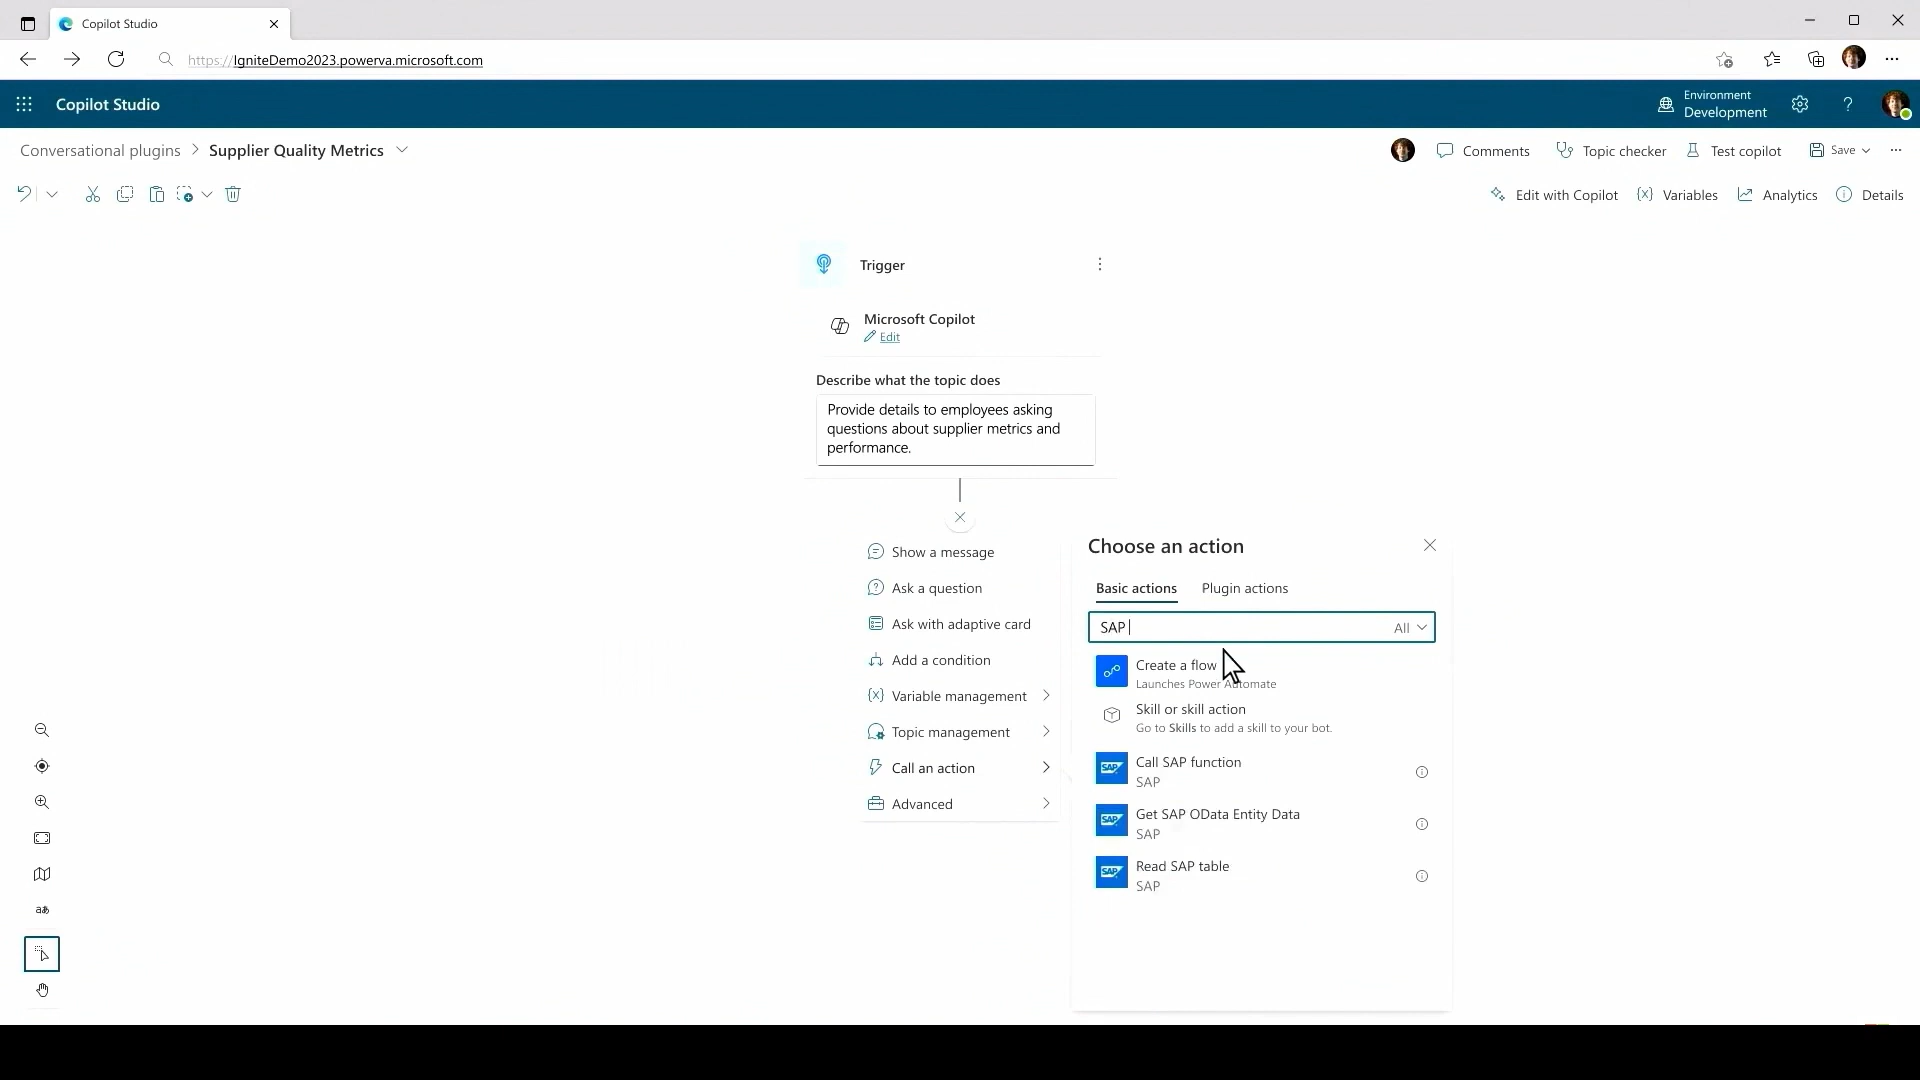 Copilot Studio
https://IgniteDemo2023.powerva.microsoft.com
Copilot Studio
Environment
Development
Conversational plugins > Supplier Quality Metrics
Comments
Topic checker
Test copilot
Save
Edit with Copilot
Variables
Analytics
Details
Trigger
Microsoft Copilot
Edit
Describe what the topic does
Provide details to employees asking
questions about supplier metrics and
performance.
Show a message
Ask a question
Ask with adaptive card
Add a condition
Variable management
Topic management
Call an action
Advanced
Choose an action
Basic actions
Plugin actions
SAP
All
Create a flow
Launches Power Automate
Skill or skill action
Go to Skills to add a skill to your bot.
SAP
Call SAP function
SAP
SAP
Get SAP OData Entity Data
SAP
SAP
Read SAP table
SAP